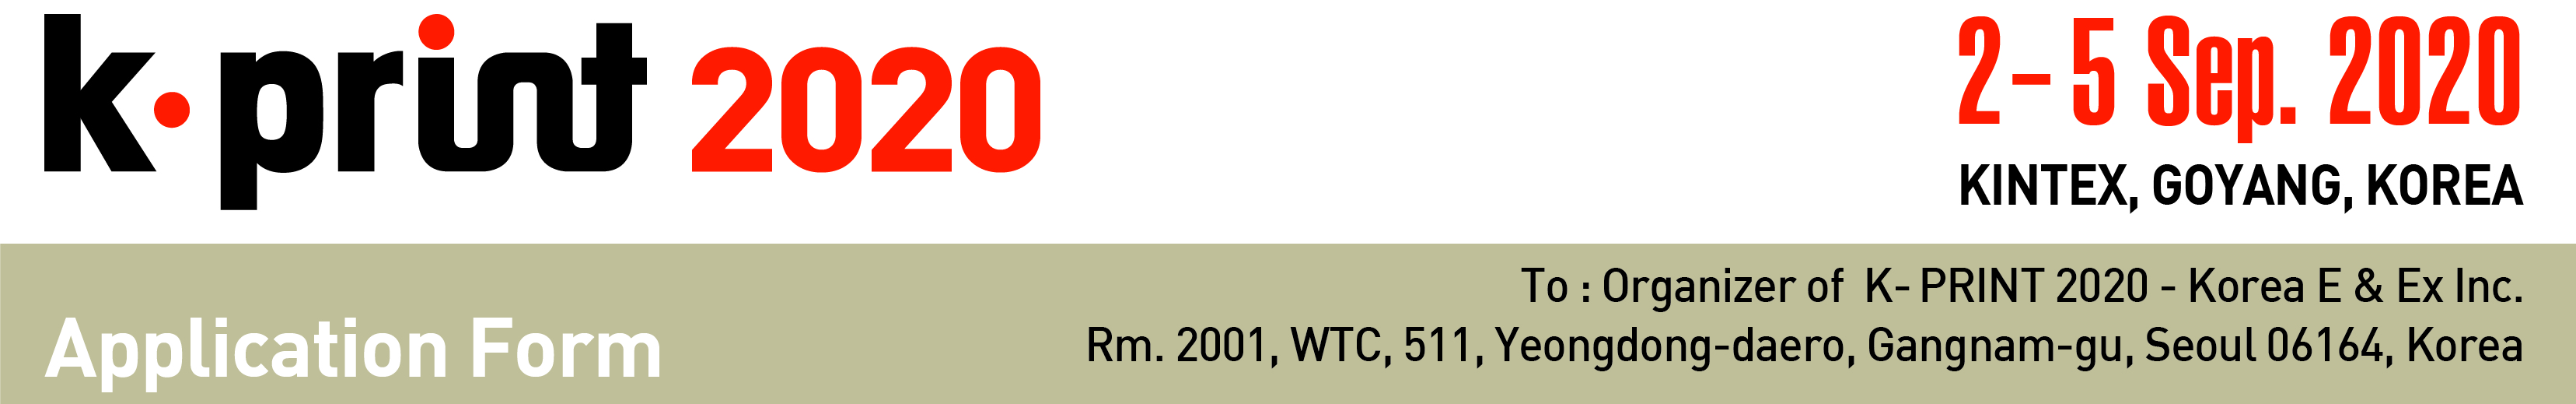 k·print 2020
2-5 Sep. 2020
KINTEX, GOYANG, KOREA
Application Form
To : Organizer of K- PRINT 2020 - Korea E & Ex Inc.
Rm. 2001, WTC, 511, Yeongdong-daero, Gangnam-gu, Seoul 06164, Korea